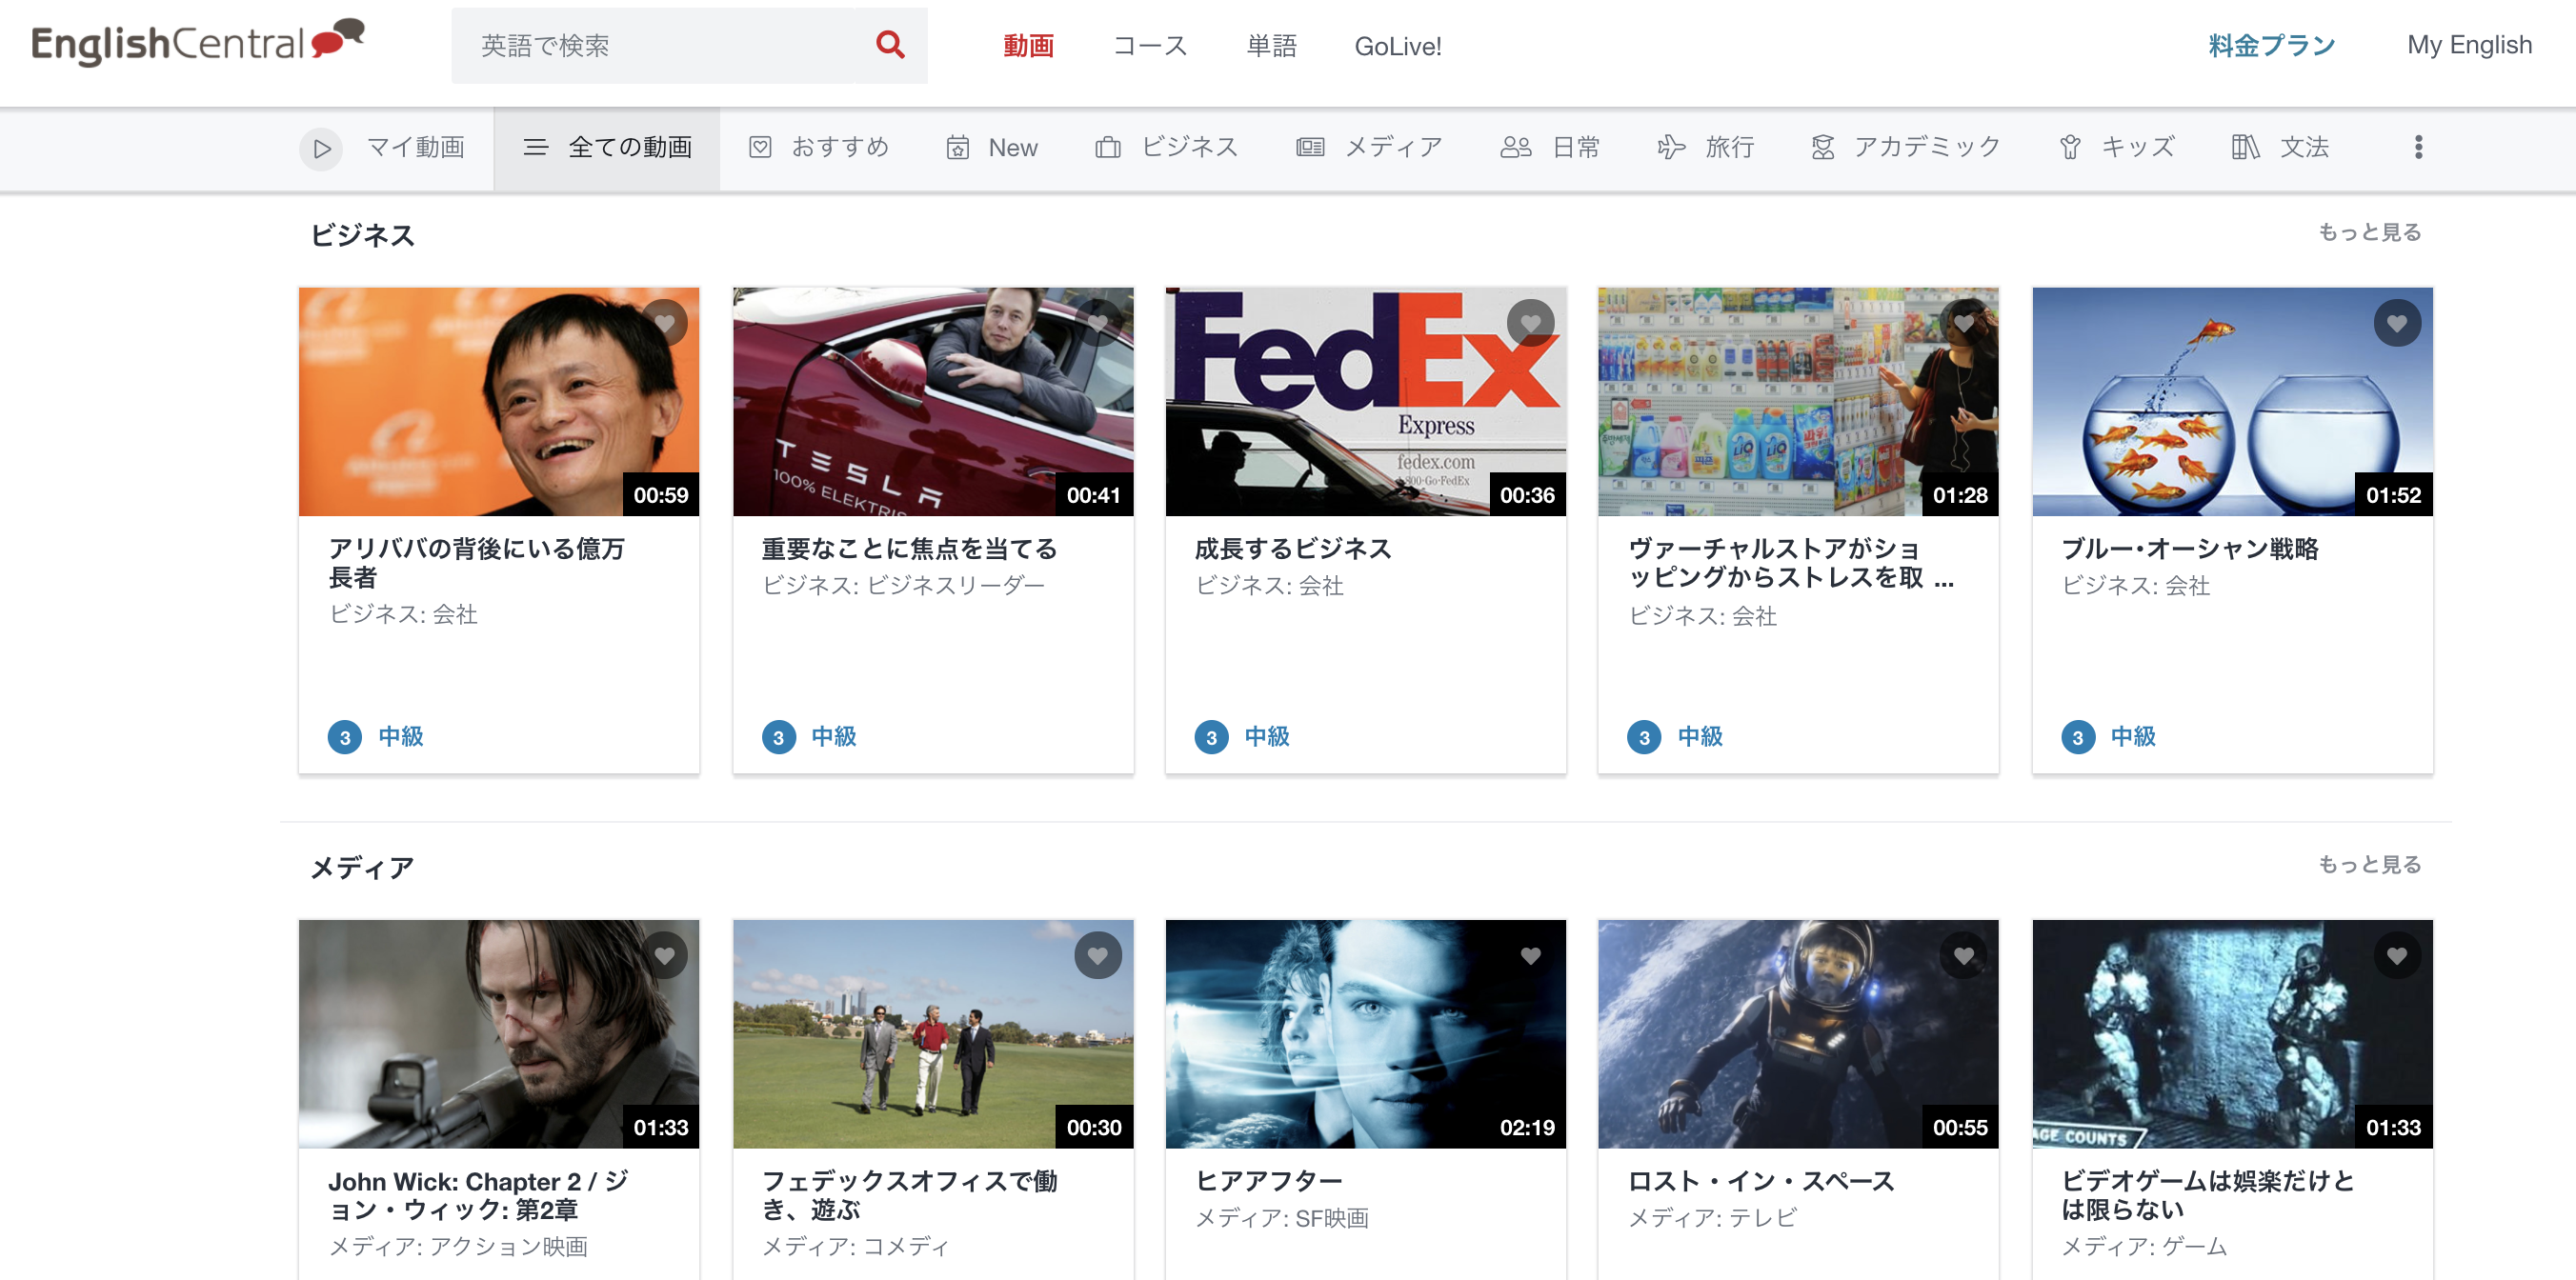 EnglishCentral
英語で検索
動画 コース 単語 GoLive!
料金プラン My English
マイ動画 全ての動画 おすすめ New ビジネス メディア 日常 旅行 アカデミック キッズ 文法
ビジネス もっと見る
00:59
TESLA
100% ELEKTRIS
00:41
FedEx
Express
fedex.com
1-800-Go-FedEx
00:36
01:28
01:52
アリババの背後にいる億万
長者
ビジネス: 会社
3 中級
重要なことに焦点を当てる
ビジネス: ビジネスリーダー
3 中級
成長するビジネス
ビジネス: 会社
3 中級
ヴァーチャルストアがショ
ッピングからストレスを取 ...
ビジネス: 会社
3 中級
ブルー•オーシャン戦略
ビジネス: 会社
3 中級
メディア もっと見る
01:33
00:30
02:19
00:55
AGE COUNTS
01:33
John Wick: Chapter 2 / ジ
ョン・ウィック: 第2章
メディア: アクション映画
フェデックスオフィスで働
き、遊ぶ
メディア: コメディ
ヒアアフター
メディア: SF映画
ロスト・イン・スペース
メディア: テレビ
ビデオゲームは娯楽だけと
は限らない
メディア: ゲーム